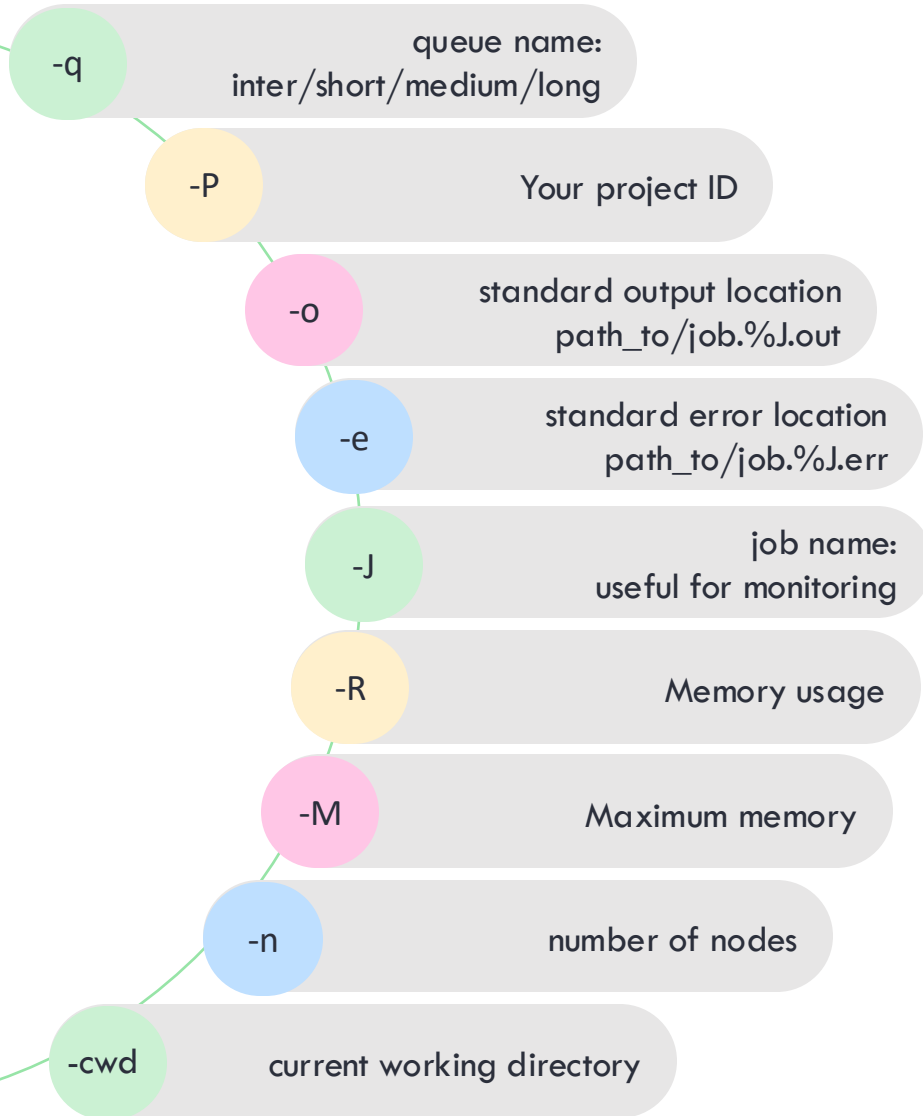 -q
queue name:
inter/short/medium/long
-P
Your project ID
-o
standard output location
path_to/job.%J.out
-e
standard error location
path_to/job.%J.err
-J
job name:
useful for monitoring
-R
Memory usage
-M
Maximum memory
-n
number of nodes
-cwd
current working directory